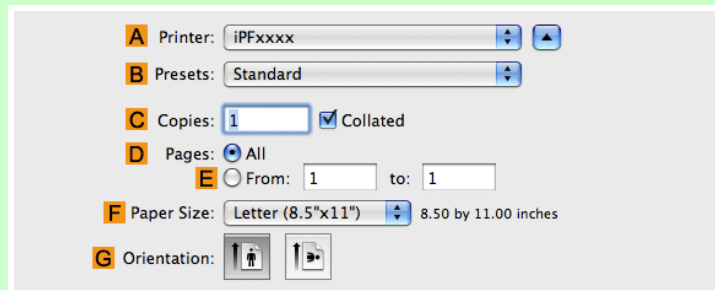 A Printer: iPFxxxx
B Presets: Standard
C Copies: 1 Collated
D Pages: All
E From: 1 to: 1
F Paper Size: Letter (8.5"x11") 8.50 by 11.00 inches
G Orientation: